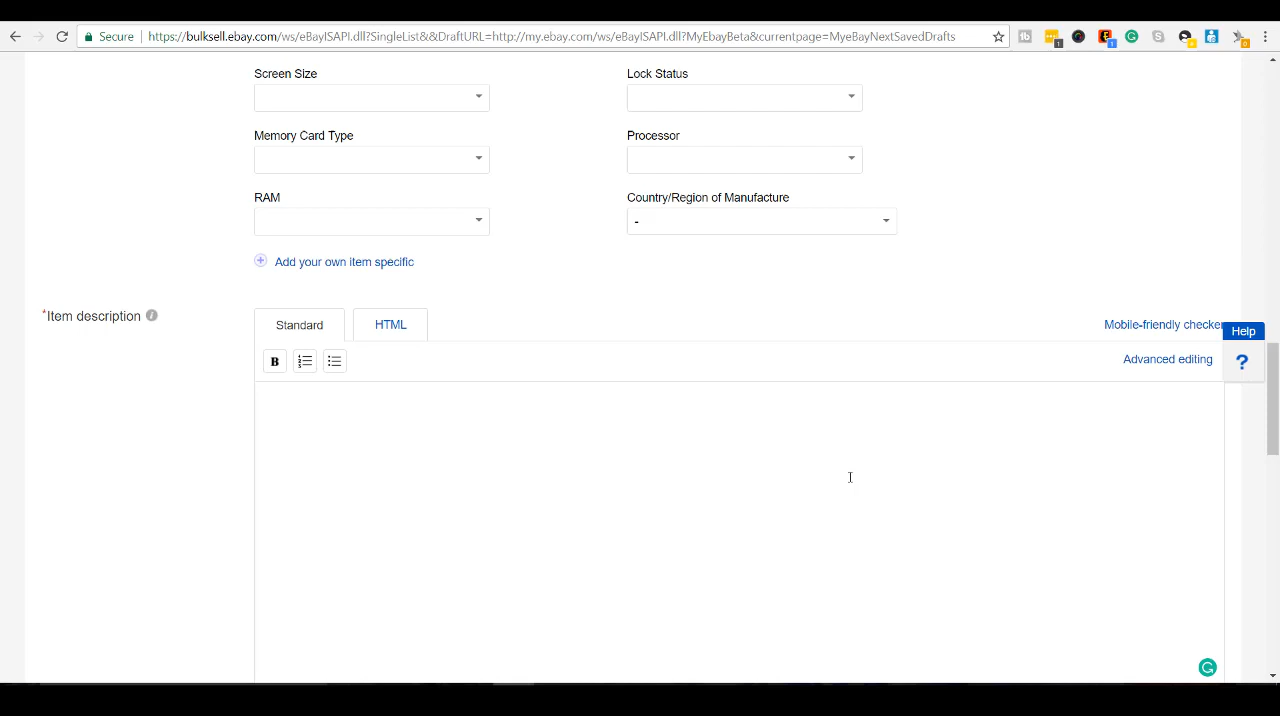 Secure https://bulksell.ebay.com/ws/eBayISAPI.dll?SingleList&&DraftURL=http://my.ebay.com/ws/eBayISAPI.dll?MyEbayBeta&currentpage=MyeBayNextSavedDrafts
Screen Size Lock Status
Memory Card Type Processor
RAM Country/Region of Manufacture
-
Add your own item specific
*Item description Standard HTML Mobile-friendly checker
Help
B Advanced editing ?